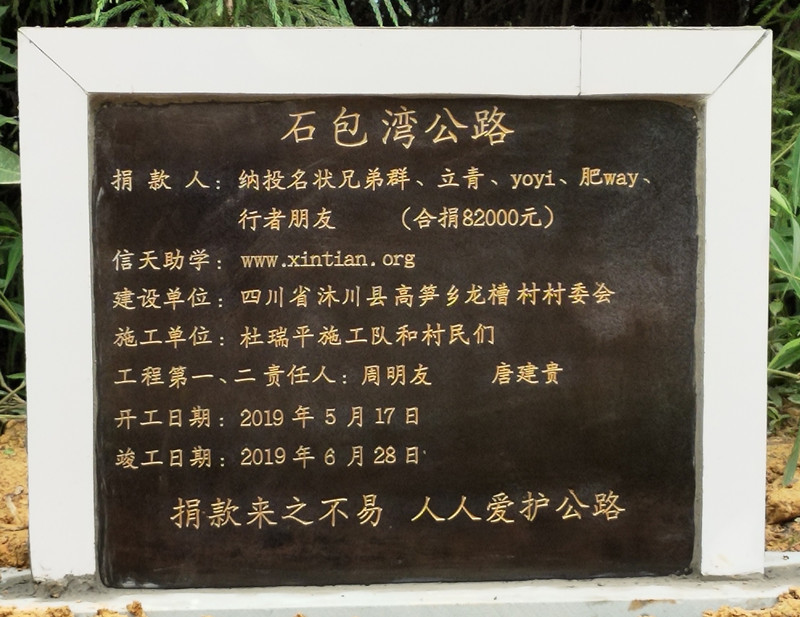 石包湾公路
捐 款 人：纳投名状兄弟群、立青、yoyi、肥way、
行者朋友 （合捐82000元）
信天助学：www.xintian.org
建设单位：四川省沐川县高笋乡龙槽村村委会
施工单位：杜瑞平施工队和村民们
工程第一、二责任人：周明友 唐建贵
开工日期：2019 年 5 月 17 日
竣工日期：2019 年 6 月 28 日
捐款来之不易 人人爱护公路